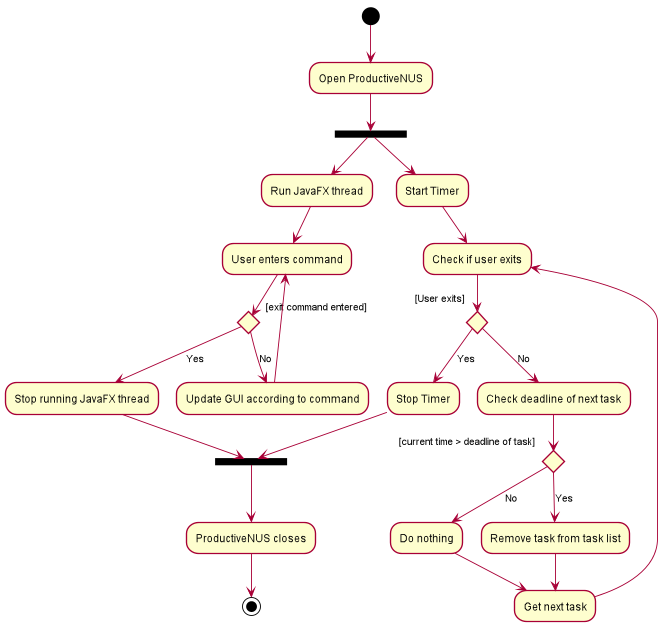 Open ProductiveNUS
Run JavaFX thread
Start Timer
User enters command
Check if user exits
[exit command entered]
[User exits]
Yes
No
Yes
No
Stop running JavaFX thread
Update GUI according to command
Stop Timer
Check deadline of next task
[current time > deadline of task]
No
Yes
ProductiveNUS closes
Do nothing
Remove task from task list
Get next task